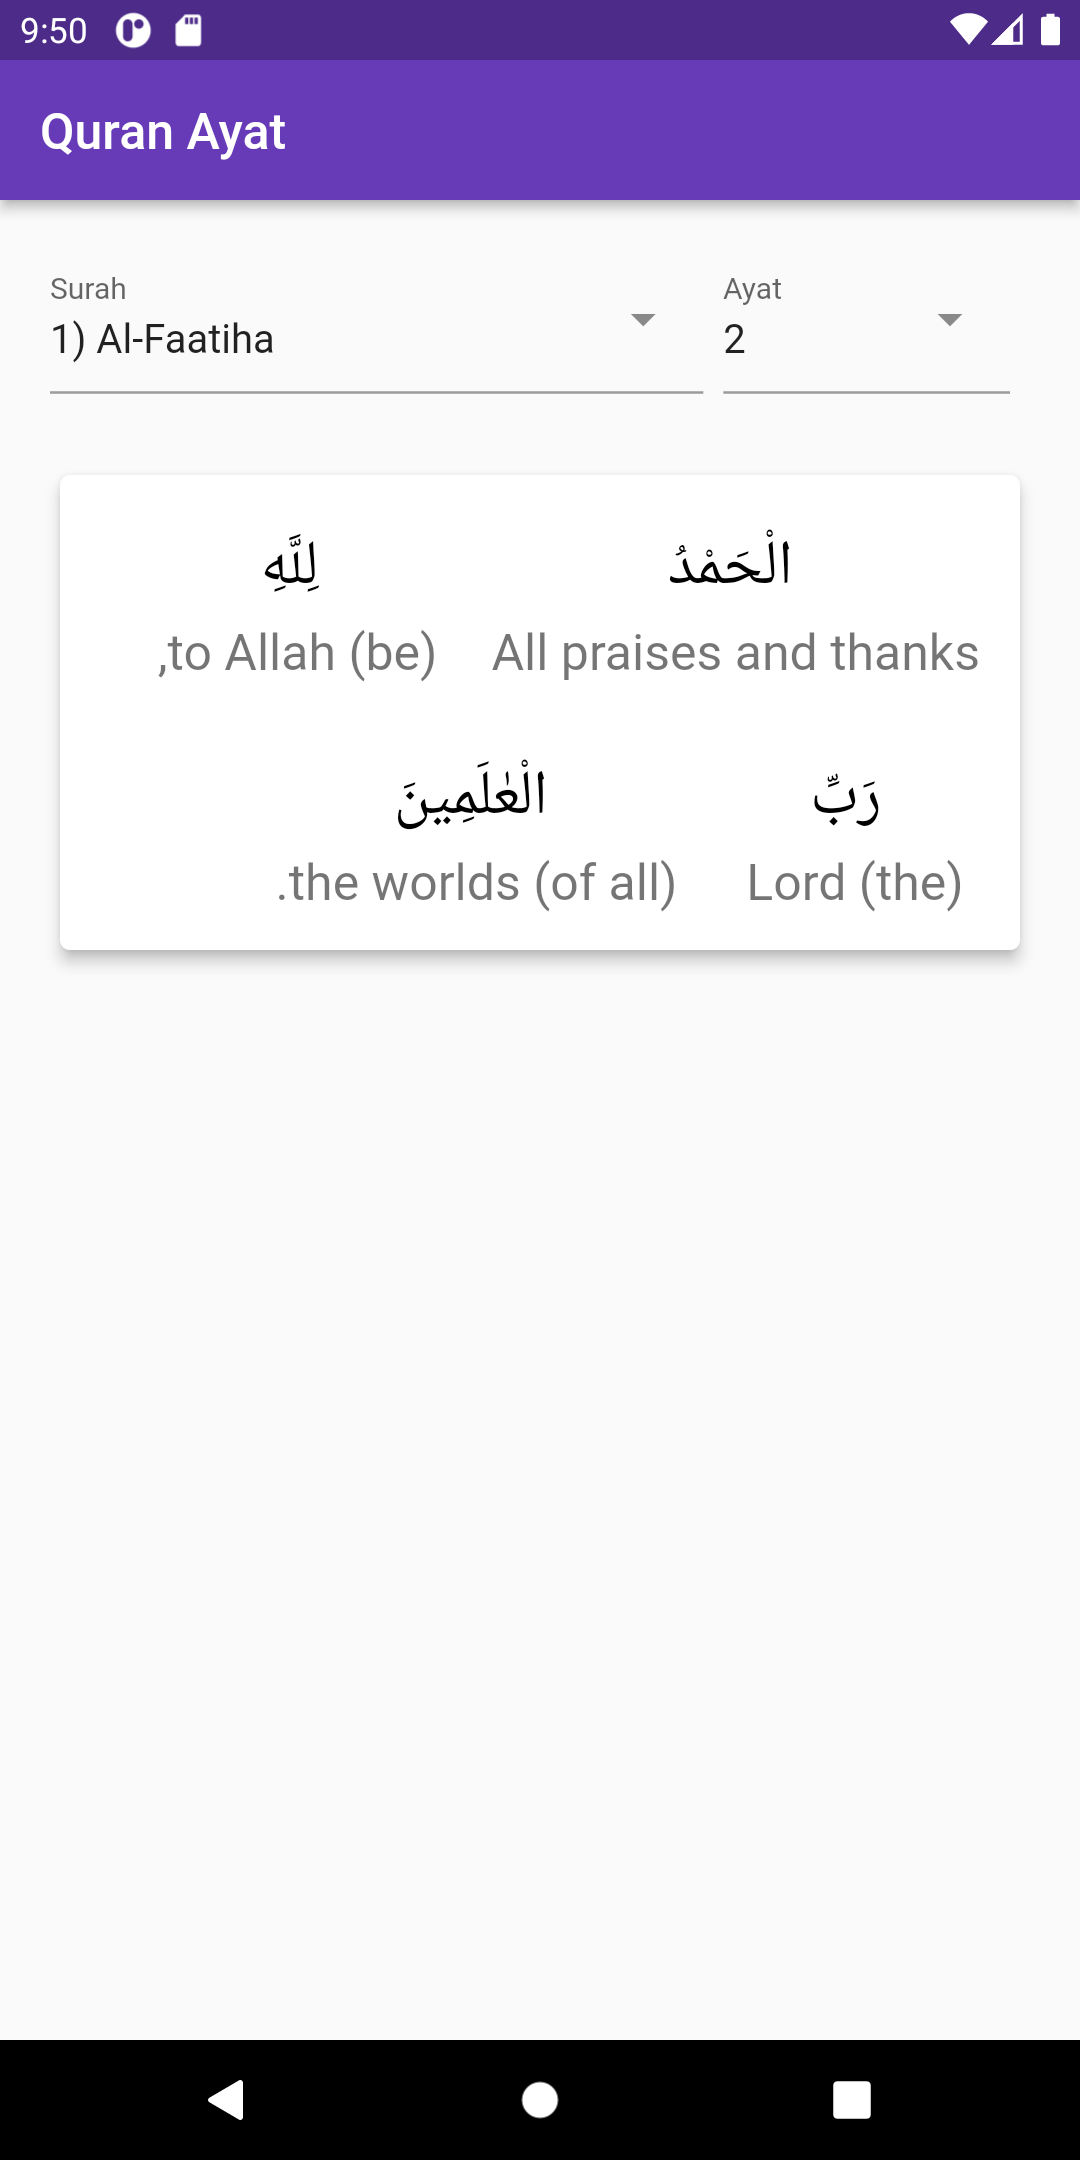 9:50
Quran Ayat
Surah
1) Al-Faatiha
Ayat
2
الْحَمْدُ لِلَّهِ
All praises and thanks ,to Allah (be)
رَبِّ الْعٰلَمِينَ
Lord (the) .the worlds (of all)